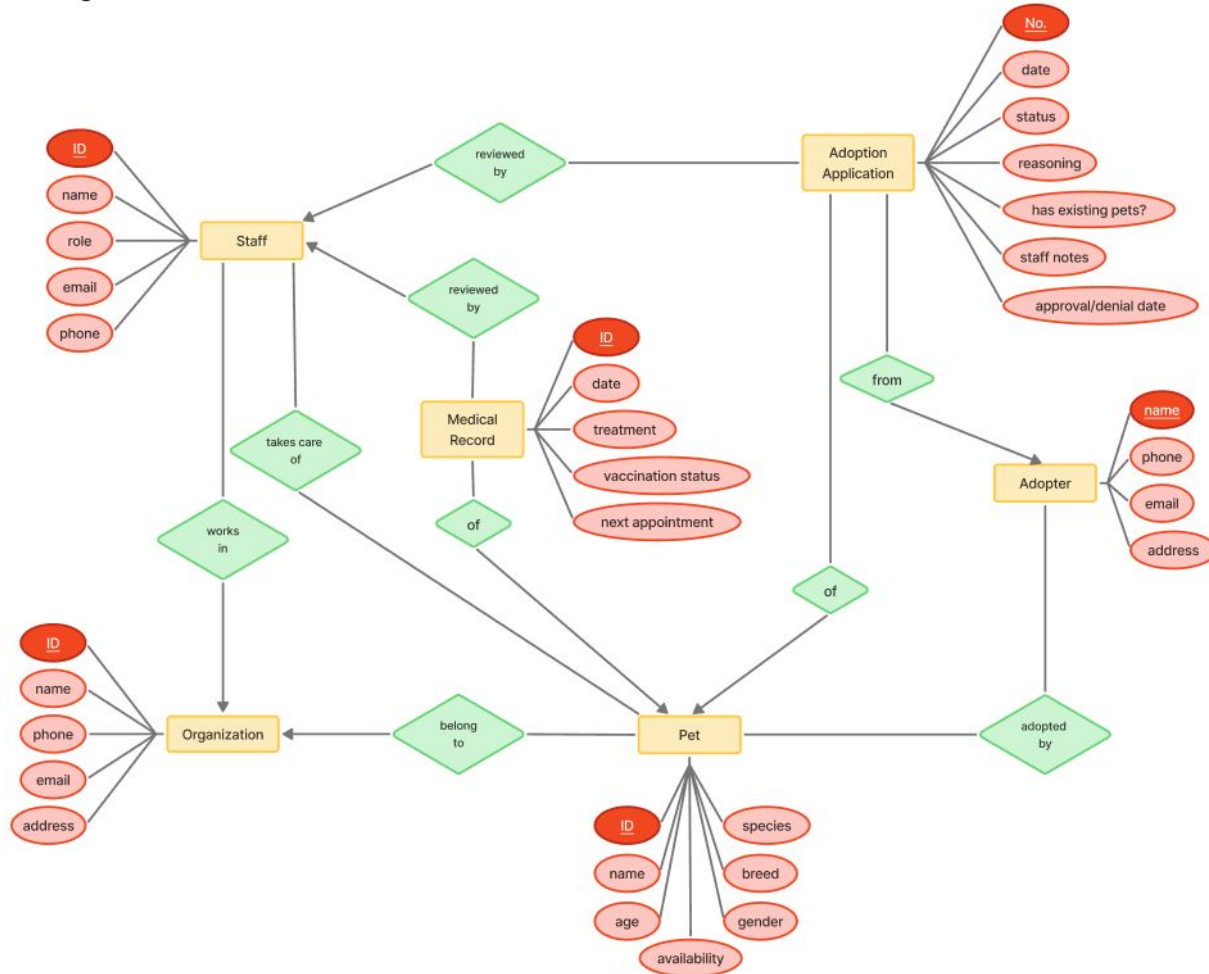 No.
date
status
reasoning
has existing pets?
staff notes
approval/denial date
Adoption
Application
reviewed
by
ID
name
role
email
phone
Staff
reviewed
by
ID
date
treatment
vaccination status
next appointment
Medical
Record
from
name
phone
email
address
Adopter
takes care
of
of
works
in
of
ID
name
phone
email
address
Organization
belong
to
Pet
adopted
by
ID
name
age
availability
species
breed
gender